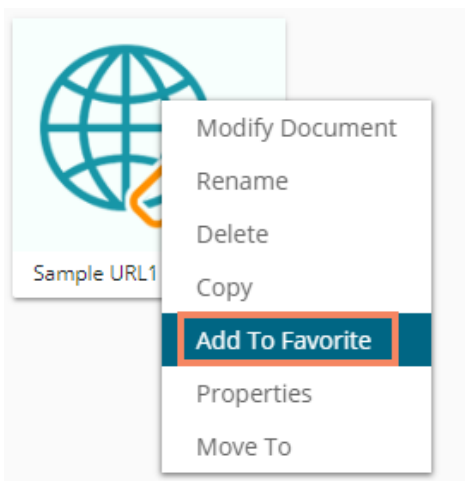 Modify Document
Rename
Delete
Sample URL1
Copy
Add To Favorite
Properties
Move To